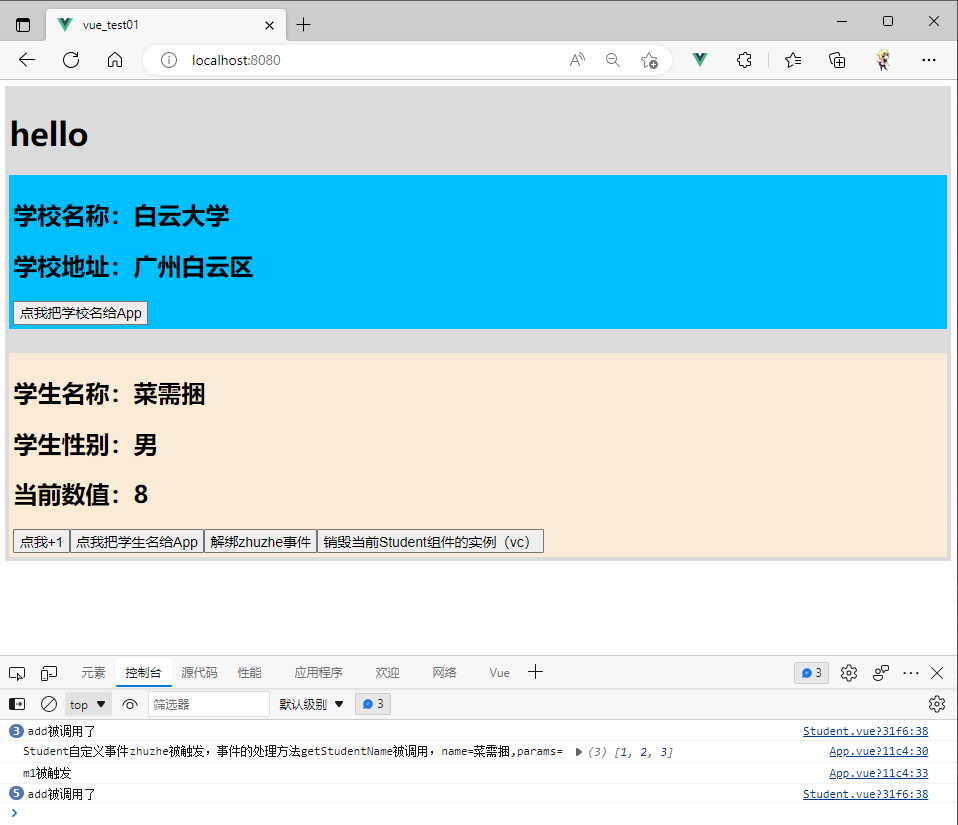 vue_test01
localhost:8080
hello
学校名称：白云大学
学校地址：广州白云区
点我把学校名给App
学生名称：菜需捆
学生性别：男
当前数值：8
点我+1 点我把学生名给App 解绑zhuzhe事件 销毁当前Student组件的实例（vc）
元素 控制台 源代码 性能 应用程序 欢迎 网络 Vue 3
top 筛选器 默认级别 3
3 add被调用了 Student.vue?31f6:38
Student自定义事件zhuzhe被触发，事件的处理方法getStudentName被调用，name=菜需捆,params= (3) [1, 2, 3] App.vue?11c4:30
m1被触发 App.vue?11c4:33
5 add被调用了 Student.vue?31f6:38